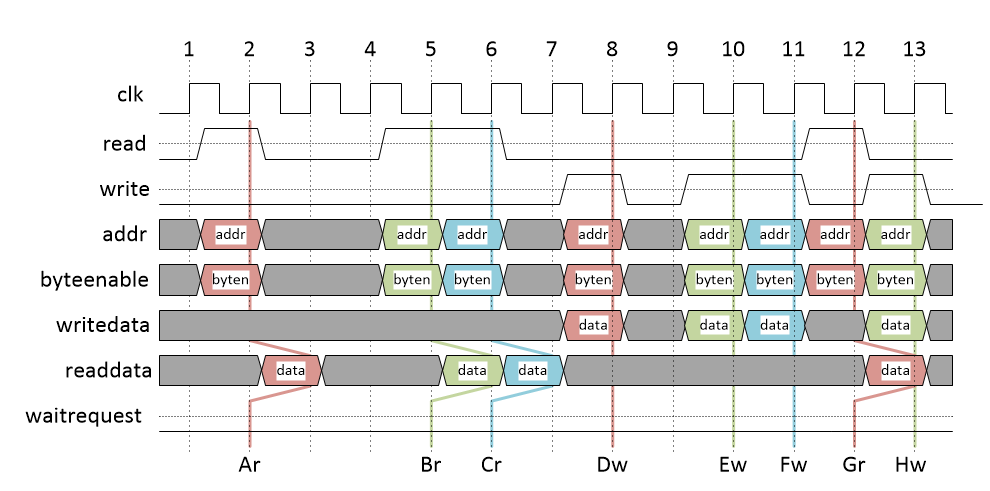 1 2 3 4 5 6 7 8 9 10 11 12 13
clk
read
write
addr addr addr addr addr addr addr addr addr
byteenable byten byten byten byten byten byten byten byten
writedata data data data data
readdata data data data data
waitrequest
Ar Br Cr Dw Ew Fw Gr Hw